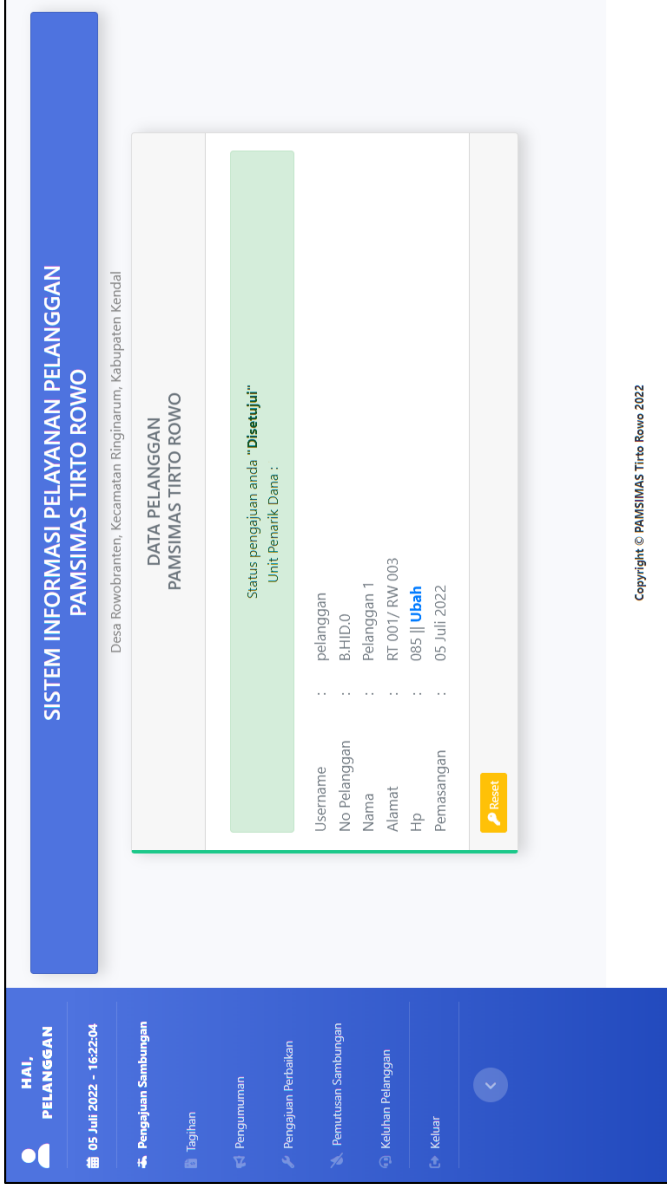 HAI,
PELANGGAN
05 Juli 2022 - 16:22:04
Pengajuan Sambungan
Tagihan
Pengumuman
Pengajuan Perbaikan
Pemutusan Sambungan
Keluhan Pelanggan
Keluar
SISTEM INFORMASI PELAYANAN PELANGGAN
PAMSIMAS TIRTO ROWO
Desa Rowobranten, Kecamatan Ringinarum, Kabupaten Kendal
DATA PELANGGAN
PAMSIMAS TIRTO ROWO
Status pengajuan anda "Disetujui"
Unit Penarik Dana :
Username : pelanggan
No Pelanggan : B.HID.0
Nama : Pelanggan 1
Alamat : RT 001/ RW 003
Hp : 085 || Ubah
Pemasangan : 05 Juli 2022
Reset
Copyright © PAMSIMAS Tirto Rowo 2022